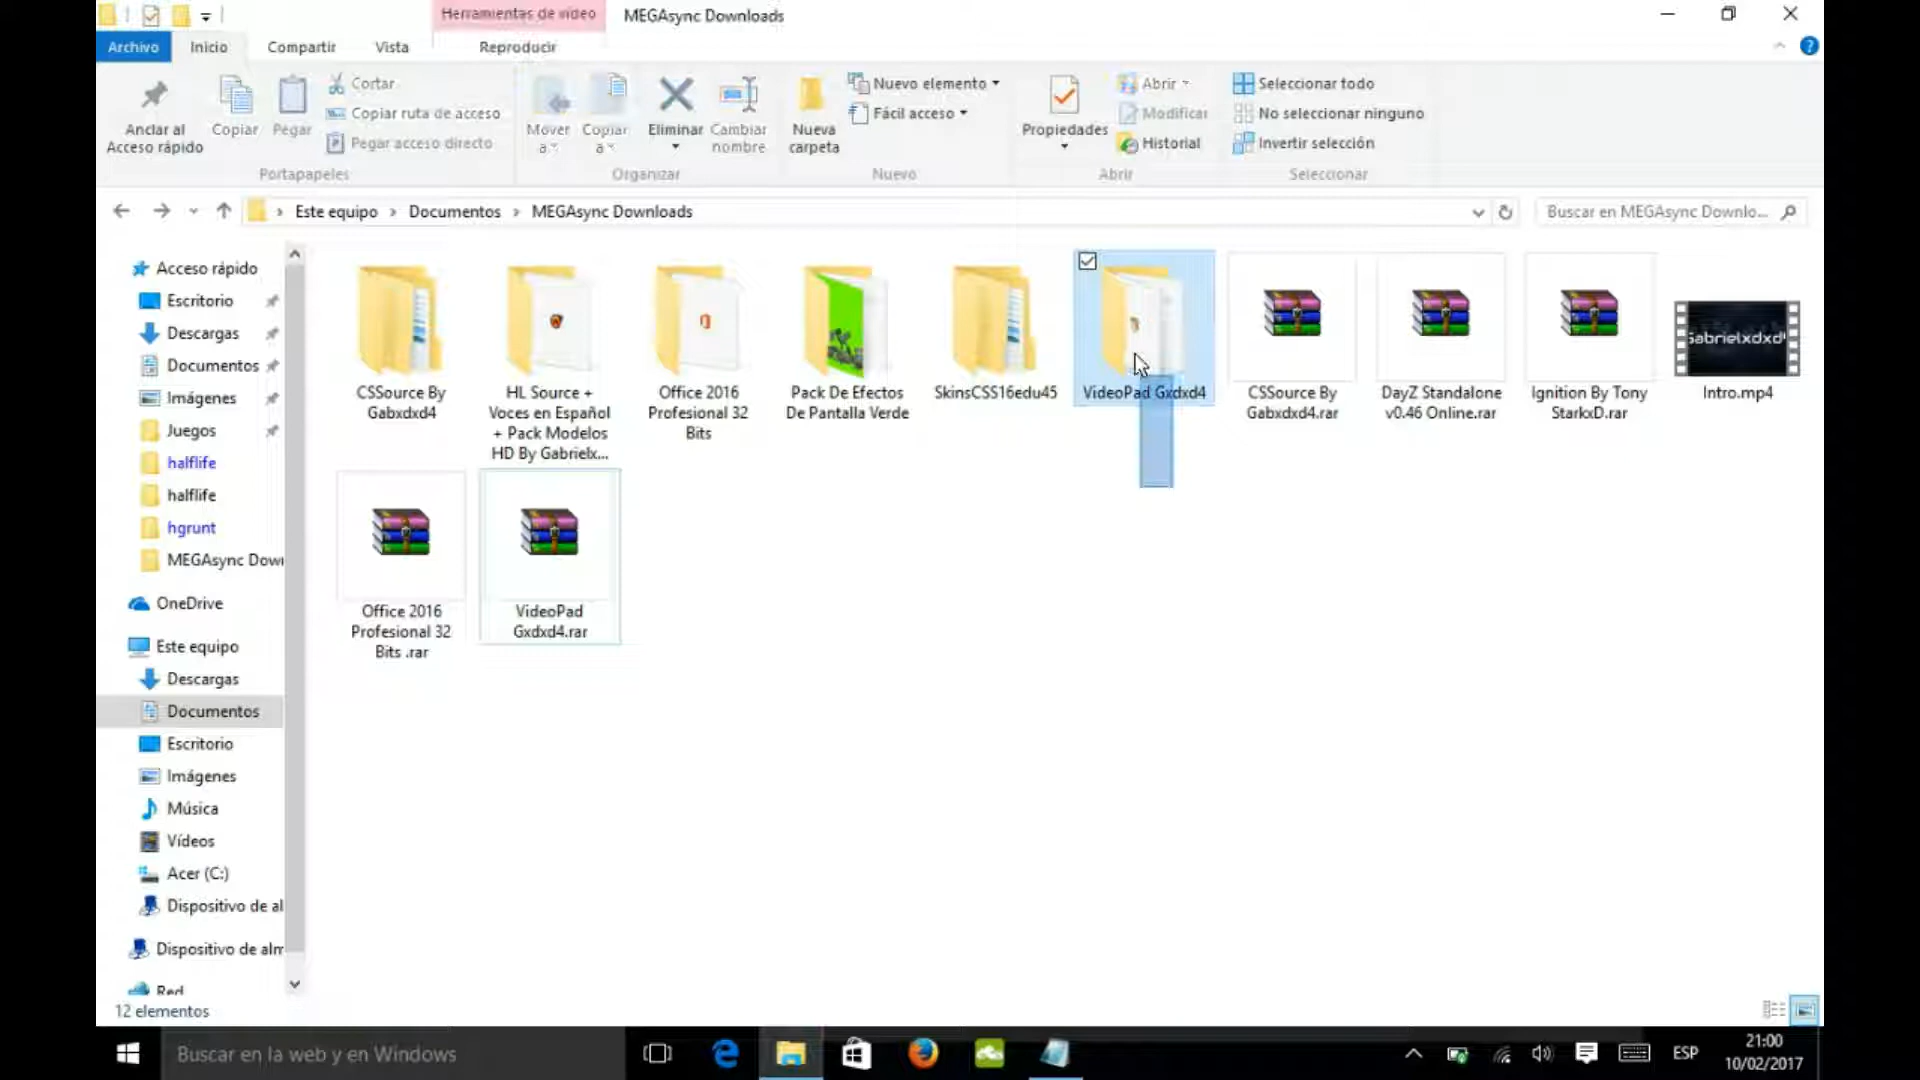 Herramientas de vídeo
MEGAsync Downloads
Archivo
Inicio
Compartir
Vista
Reproducir
Anclar al
Acceso rápido
Copiar
Pegar
Cortar
Copiar ruta de acceso
Pegar acceso directo
Portapapeles
Mover
a
Copiar
a
Eliminar
Cambiar
nombre
Organizar
Nueva
carpeta
Nuevo elemento
Fácil acceso
Nuevo
Propiedades
Abrir
Modificar
Historial
Abrir
Seleccionar todo
No seleccionar ninguno
Invertir selección
Seleccionar
Este equipo
Documentos
MEGAsync Downloads
Buscar en MEGAsync Downlo...
Acceso rápido
Escritorio
Descargas
Documentos
Imágenes
Juegos
halflife
halflife
hgrunt
MEGAsync Down
OneDrive
Este equipo
Descargas
Documentos
Escritorio
Imágenes
Música
Vídeos
Acer (C:)
Dispositivo de al
Dispositivo de alm
Red
CSSource By
Gabxdxd4
HL Source +
Voces en Español
+ Pack Modelos
HD By Gabrielx...
Office 2016
Profesional 32
Bits
Pack De Efectos
De Pantalla Verde
SkinsCSS16edu45
VideoPad Gxdxd4
CSSource By
Gabxdxd4.rar
DayZ Standalone
v0.46 Online.rar
Ignition By Tony
StarkxD.rar
Gabrielxdxd
Intro.mp4
Office 2016
Profesional 32
Bits .rar
VideoPad
Gxdxd4.rar
12 elementos
Buscar en la web y en Windows
ESP
21:00
10/02/2017